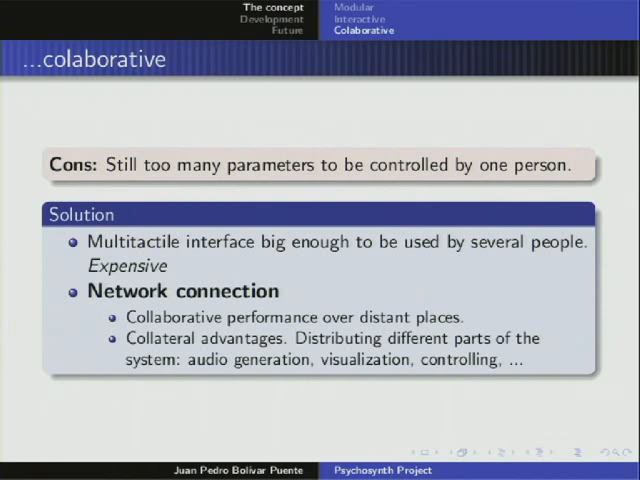 The concept
Development
Future
Modular
Interactive
Colaborative
...colaborative
Cons: Still too many parameters to be controlled by one person.
Solution
Multitactile interface big enough to be used by several people.
Expensive
Network connection
Collaborative performance over distant places.
Collateral advantages. Distributing different parts of the
system: audio generation, visualization, controlling, ...
Juan Pedro Bolívar Puente
Psychosynth Project